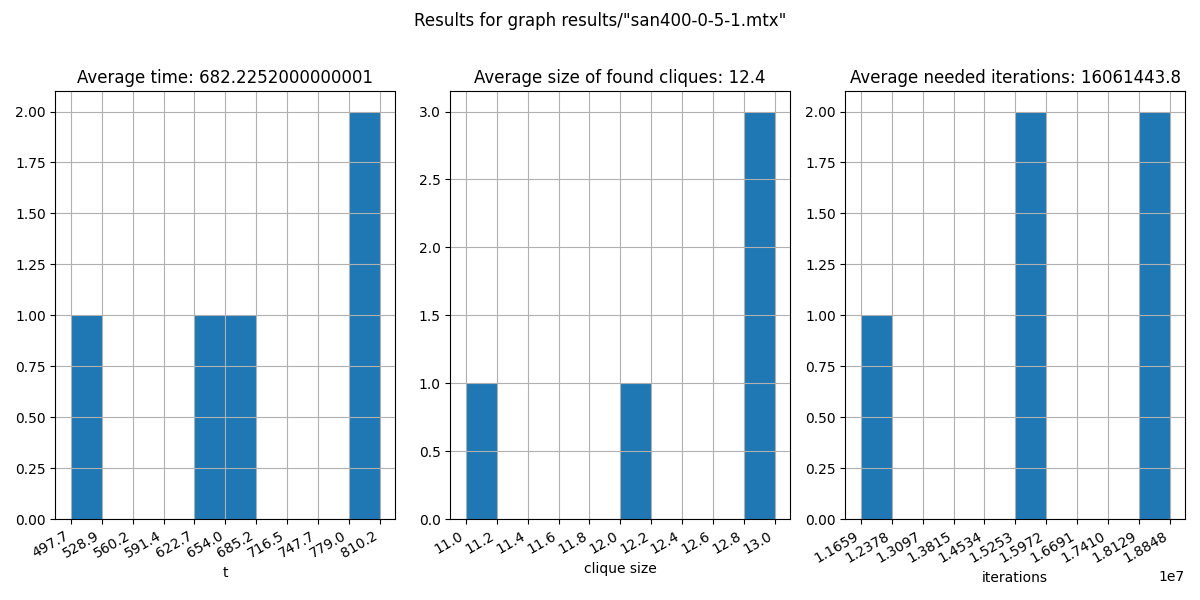 Results for graph results/"san400-0-5-1.mtx"
Average time: 682.2252000000001
2.00
1.75
1.50
1.25
1.00
0.75
0.50
0.25
0.00
497.7 528.9 560.2 591.4 622.7 654.0 685.2 716.5 747.7 779.0 810.2
t
Average size of found cliques: 12.4
3.0
2.5
2.0
1.5
1.0
0.5
0.0
11.0 11.2 11.4 11.6 11.8 12.0 12.2 12.4 12.6 12.8 13.0
clique size
Average needed iterations: 16061443.8
2.00
1.75
1.50
1.25
1.00
0.75
0.50
0.25
0.00
1.1659 1.2378 1.3097 1.3815 1.4534 1.5253 1.5972 1.6691 1.7410 1.8129 1.8848
1e7
iterations